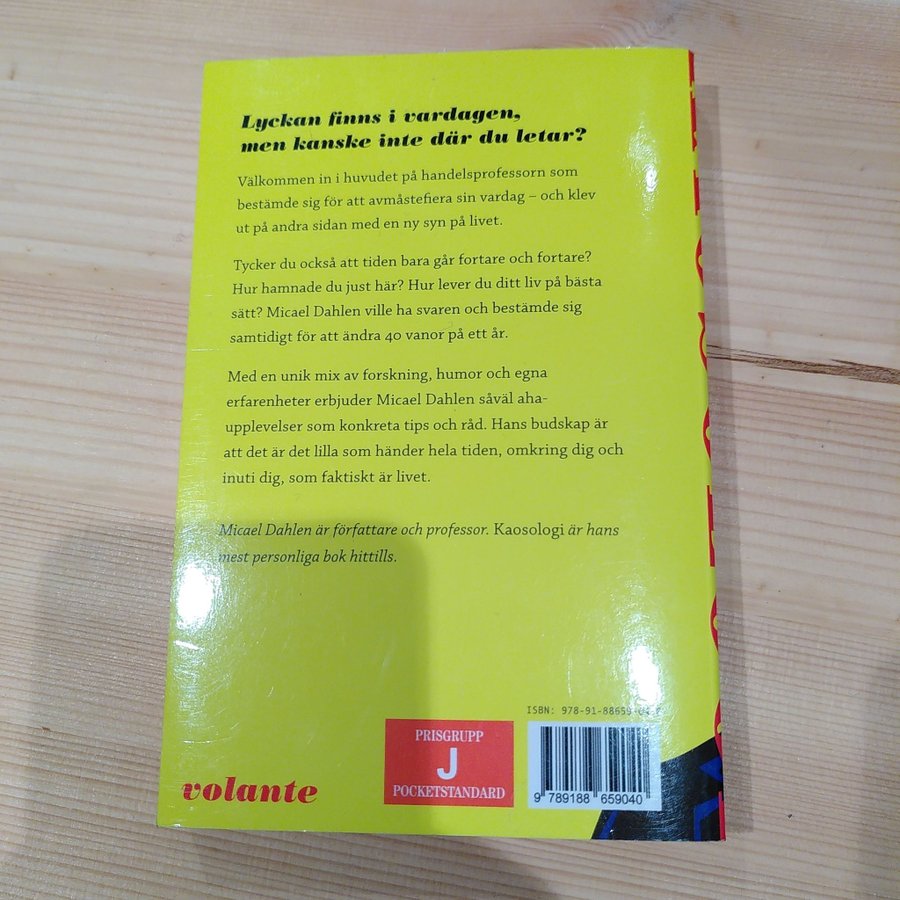 Lyckan finns i vardagen,
men kanske inte där du letar?
Välkommen in i huvudet på handelsprofessorn som
bestämde sig för att avmåstefiera sin vardag – och klev
ut på andra sidan med en ny syn på livet.
Tycker du också att tiden bara går fortare och fortare?
Hur hamnade du just här? Hur lever du ditt liv på bästa
sätt? Micael Dahlen ville ha svaren och bestämde sig
samtidigt för att ändra 40 vanor på ett år.
Med en unik mix av forskning, humor och egna
erfarenheter erbjuder Micael Dahlen såväl aha-
upplevelser som konkreta tips och råd. Hans budskap är
att det är det lilla som händer hela tiden, omkring dig och
inuti dig, som faktiskt är livet.
Micael Dahlen är författare och professor. Kaosologi är hans
mest personliga bok hittills.
ISBN: 978-91-88659-04-
PRISGRUPP
J
POCKETSTANDARD
9 789188 659040
volante